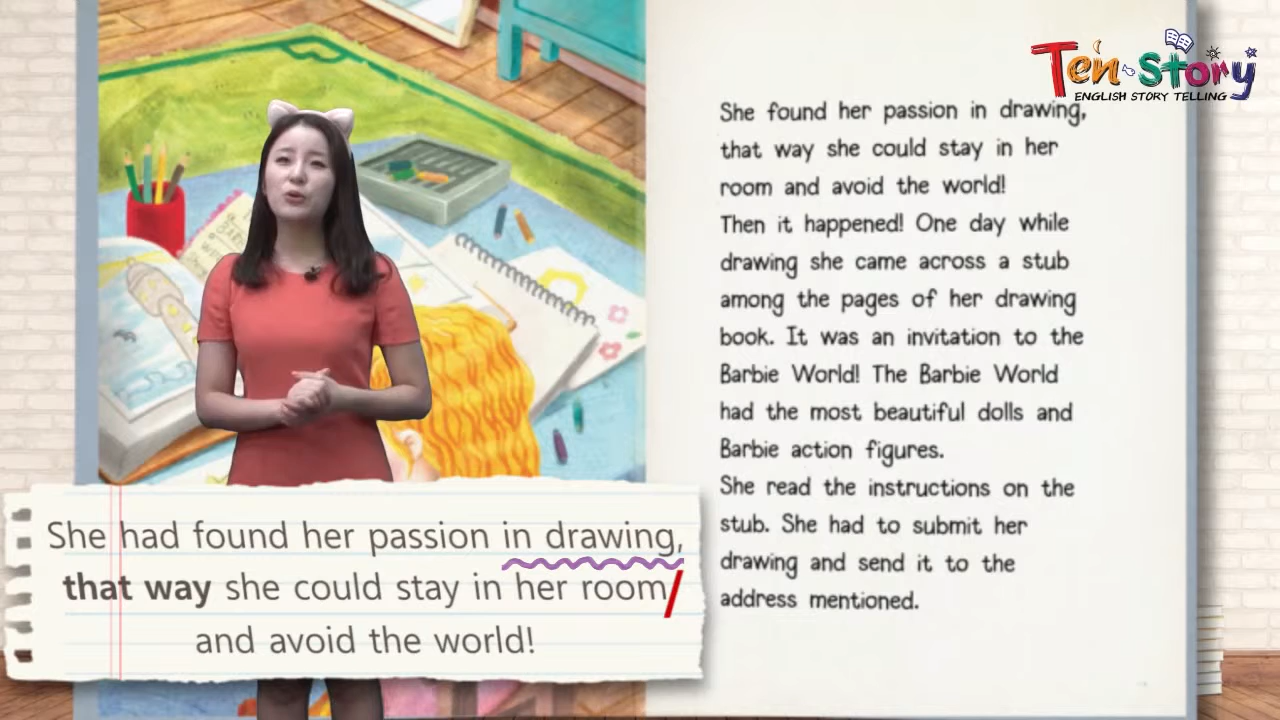 Ten Story
ENGLISH STORY TELLING
She found her passion in drawing,
that way she could stay in her
room and avoid the world!
Then it happened! One day while
drawing she came across a stub
among the pages of her drawing
book. It was an invitation to the
Barbie World! The Barbie World
had the most beautiful dolls and
Barbie action figures.
She read the instructions on the
stub. She had to submit her
drawing and send it to the
address mentioned.
She had found her passion in drawing,
that way she could stay in her room/
and avoid the world!